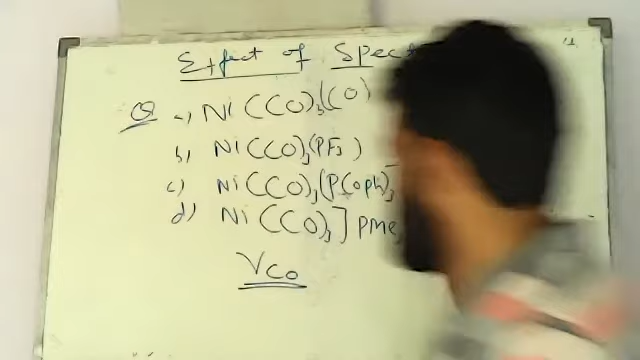 Effect of Spect
Q a) Ni(CO)3(CO)
b) Ni(CO)3(PF3)
c) Ni(CO)3(P(oph)3
d) Ni(CO)3] PMe3
νCO